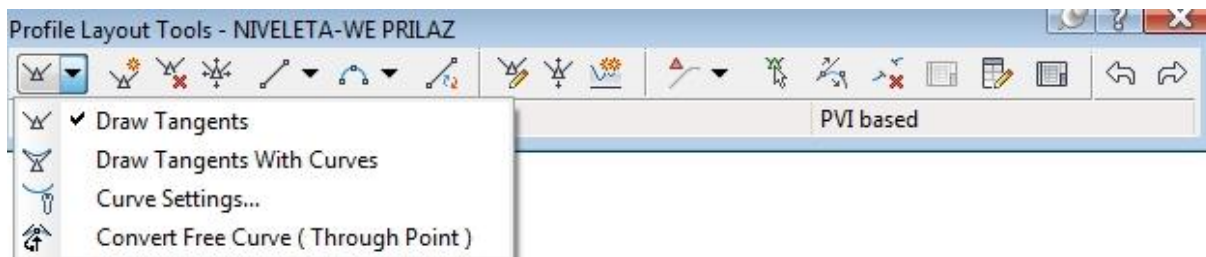 Profile Layout Tools - NIVELETA-WE PRILAZ
PVI based
Draw Tangents
Draw Tangents With Curves
Curve Settings...
Convert Free Curve ( Through Point )